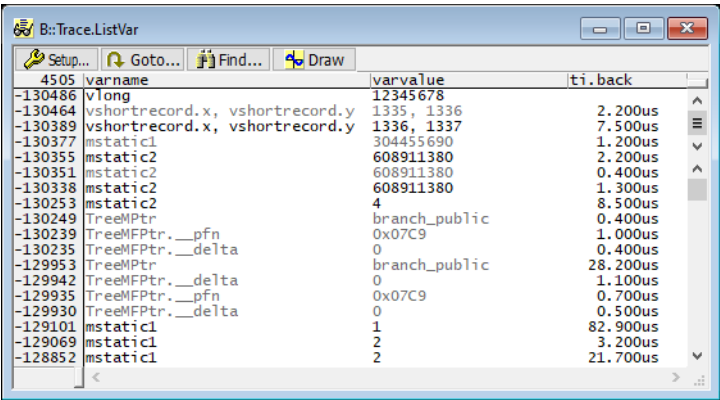 B::Trace.ListVar
Setup... Goto... Find... Draw
4505 varname varvalue ti.back
-130486 vlong 12345678
-130464 vshortrecord.x, vshortrecord.y 1335, 1336 2.200us
-130389 vshortrecord.x, vshortrecord.y 1336, 1337 7.500us
-130377 mstatic1 304455690 1.200us
-130355 mstatic2 608911380 2.200us
-130351 mstatic2 608911380 0.400us
-130338 mstatic2 608911380 1.300us
-130253 mstatic2 4 8.500us
-130249 TreeMPtr branch_public 0.400us
-130239 TreeMFPtr.__pfn 0x07C9 1.000us
-130235 TreeMFPtr.__delta 0 0.400us
-129953 TreeMPtr branch_public 28.200us
-129942 TreeMFPtr.__delta 0 1.100us
-129935 TreeMFPtr.__pfn 0x07C9 0.700us
-129930 TreeMFPtr.__delta 0 0.500us
-129101 mstatic1 1 82.900us
-129069 mstatic1 2 3.200us
-128852 mstatic1 2 21.700us